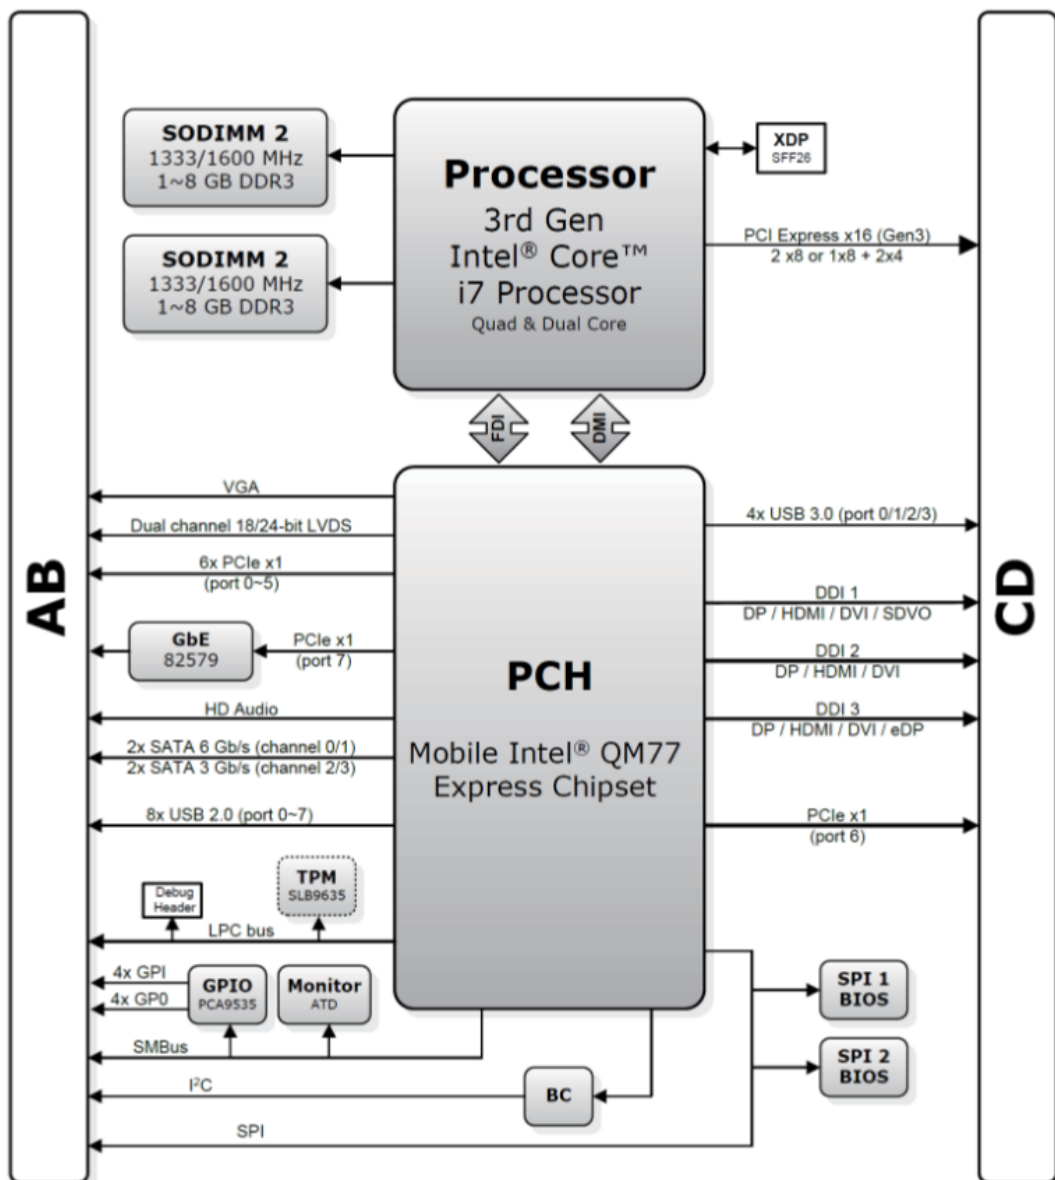 AB
CD
SODIMM 2
1333/1600 MHz
1~8 GB DDR3
SODIMM 2
1333/1600 MHz
1~8 GB DDR3
Processor
3rd Gen
Intel® Core™
i7 Processor
Quad & Dual Core
XDP
SFF26
PCI Express x16 (Gen3)
2 x8 or 1x8 + 2x4
FDI
DMI
VGA
Dual channel 18/24-bit LVDS
6x PCIe x1
(port 0~5)
GbE
82579
PCIe x1
(port 7)
HD Audio
2x SATA 6 Gb/s (channel 0/1)
2x SATA 3 Gb/s (channel 2/3)
8x USB 2.0 (port 0~7)
PCH
Mobile Intel® QM77
Express Chipset
4x USB 3.0 (port 0/1/2/3)
DDI 1
DP / HDMI / DVI / SDVO
DDI 2
DP / HDMI / DVI
DDI 3
DP / HDMI / DVI / eDP
PCIe x1
(port 6)
Debug
Header
TPM
SLB9635
LPC bus
4x GPI
4x GP0
GPIO
PCA9535
Monitor
ATD
SMBus
I²C
BC
SPI
SPI 1
BIOS
SPI 2
BIOS